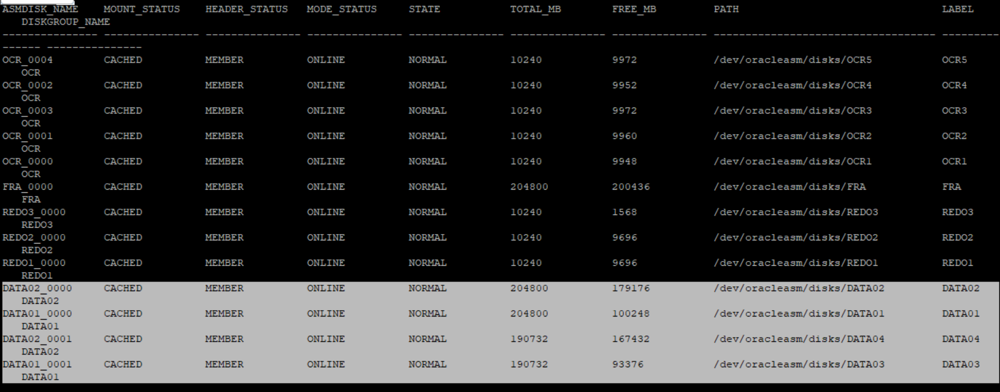 ASMDISK_NAME MOUNT_STATUS HEADER_STATUS MODE_STATUS STATE TOTAL_MB FREE_MB PATH LABEL
DISKGROUP_NAME
--------------- --------------- --------------- --------------- --------------- --------------- --------------- ----------------------------------- ---------
------ ---------------
OCR_0004 CACHED MEMBER ONLINE NORMAL 10240 9972 /dev/oracleasm/disks/OCR5 OCR5
OCR
OCR_0002 CACHED MEMBER ONLINE NORMAL 10240 9952 /dev/oracleasm/disks/OCR4 OCR4
OCR
OCR_0003 CACHED MEMBER ONLINE NORMAL 10240 9972 /dev/oracleasm/disks/OCR3 OCR3
OCR
OCR_0001 CACHED MEMBER ONLINE NORMAL 10240 9960 /dev/oracleasm/disks/OCR2 OCR2
OCR
OCR_0000 CACHED MEMBER ONLINE NORMAL 10240 9948 /dev/oracleasm/disks/OCR1 OCR1
OCR
FRA_0000 CACHED MEMBER ONLINE NORMAL 204800 200436 /dev/oracleasm/disks/FRA FRA
FRA
REDO3_0000 CACHED MEMBER ONLINE NORMAL 10240 1568 /dev/oracleasm/disks/REDO3 REDO3
REDO3
REDO2_0000 CACHED MEMBER ONLINE NORMAL 10240 9696 /dev/oracleasm/disks/REDO2 REDO2
REDO2
REDO1_0000 CACHED MEMBER ONLINE NORMAL 10240 9696 /dev/oracleasm/disks/REDO1 REDO1
REDO1
DATA02_0000 CACHED MEMBER ONLINE NORMAL 204800 179176 /dev/oracleasm/disks/DATA02 DATA02
DATA02
DATA01_0000 CACHED MEMBER ONLINE NORMAL 204800 100248 /dev/oracleasm/disks/DATA01 DATA01
DATA01
DATA02_0001 CACHED MEMBER ONLINE NORMAL 190732 167432 /dev/oracleasm/disks/DATA04 DATA04
DATA02
DATA01_0001 CACHED MEMBER ONLINE NORMAL 190732 93376 /dev/oracleasm/disks/DATA03 DATA03
DATA01